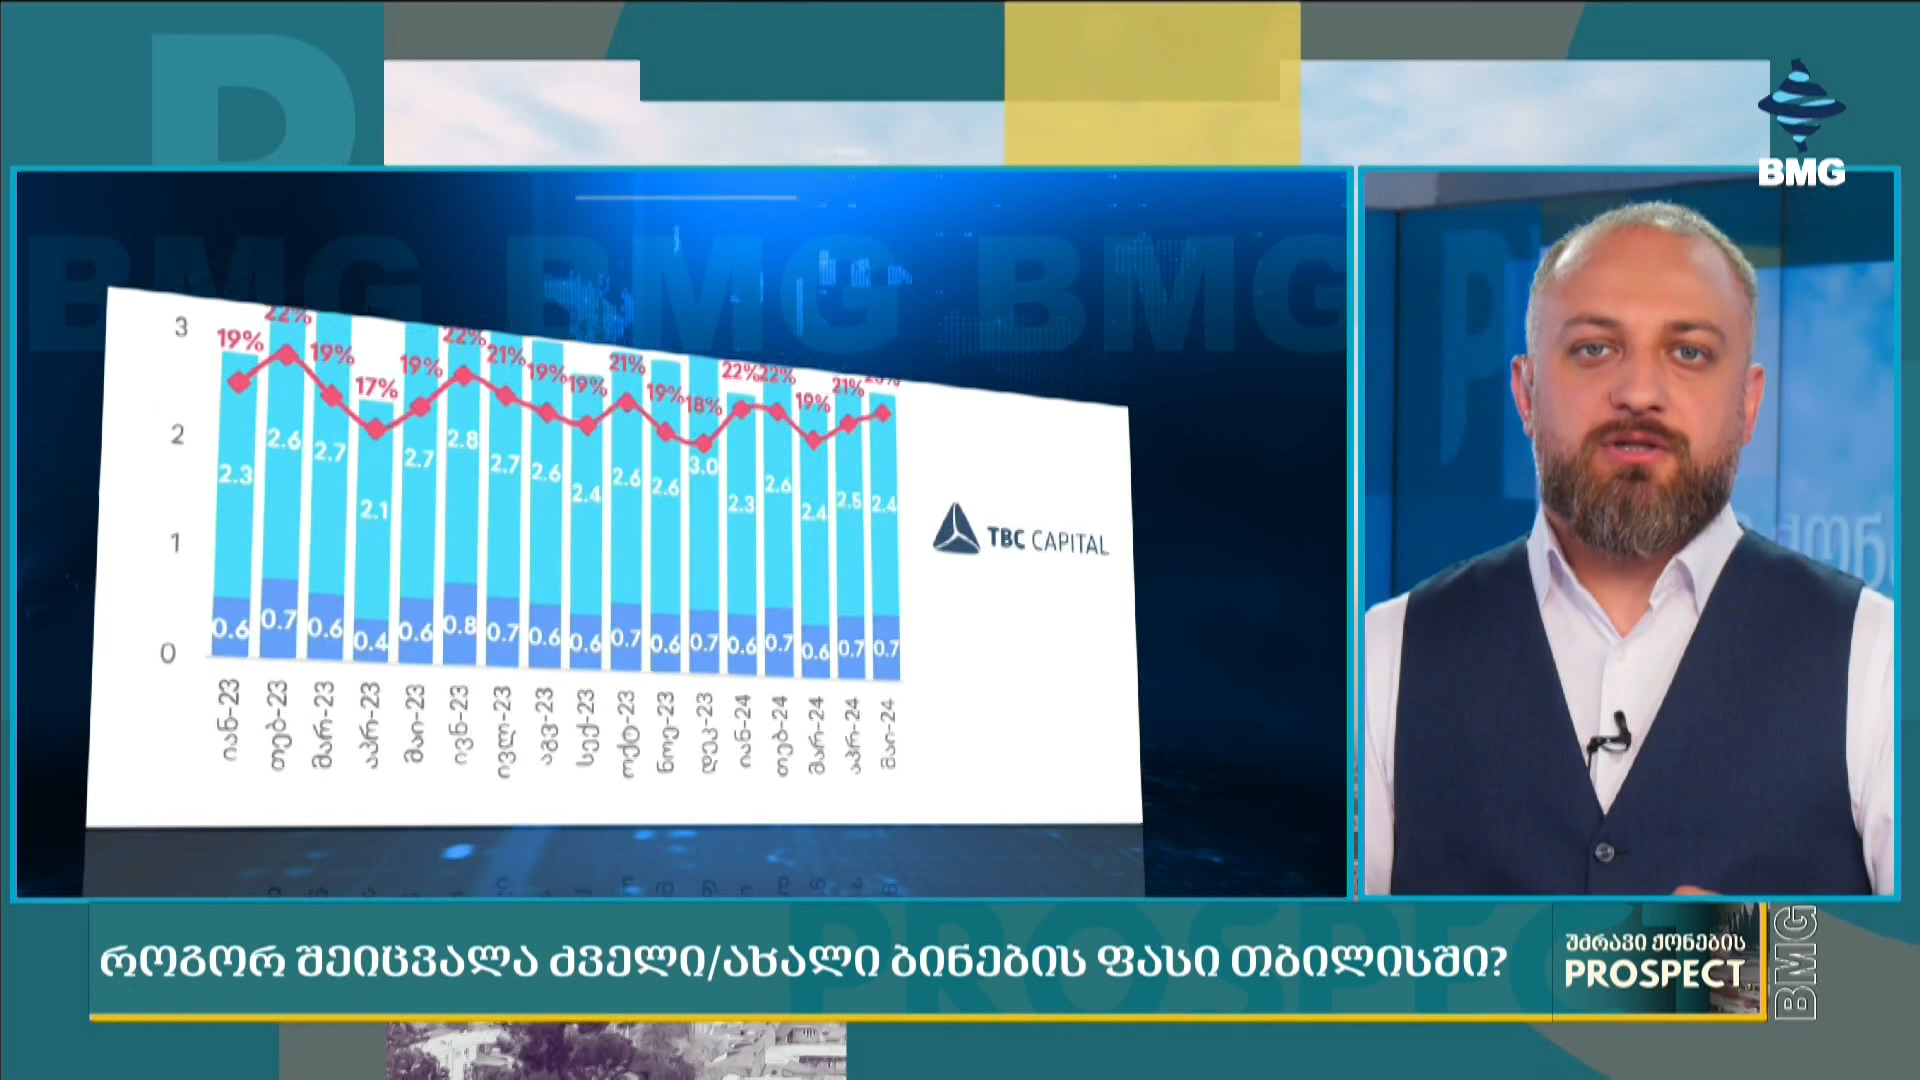 BMG
BMG BMG BMG
3
2
1
0
19% 22% 19% 17% 19% 22% 21% 19% 19% 21% 19% 18% 22% 22% 19% 21%
2.3 2.6 2.7 2.1 2.7 2.8 2.7 2.6 2.4 2.6 2.6 3.0 2.3 2.6 2.4 2.5 2.4
0.6 0.7 0.6 0.4 0.6 0.8 0.7 0.6 0.6 0.7 0.6 0.7 0.6 0.7 0.6 0.7 0.7
იან-23 თებ-23 მარ-23 აპრ-23 მაი-23 ივნ-23 ივლ-23 აგვ-23 სექ-23 ოქტ-23 ნოე-23 დეკ-23 იან-24 თებ-24 მარ-24 აპრ-24 მაი-24
TBC CAPITAL
როგორ შეიცვალა ძველი/ახალი ბინების ფასი თბილისში?
უძრავი ქონების
PROSPECT
BMG